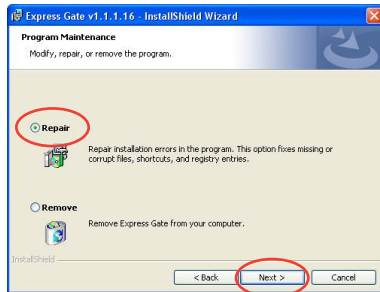 Express Gate v1.1.1.16 - InstallShield Wizard
Program Maintenance
Modify, repair, or remove the program.
Repair
Repair installation errors in the program. This option fixes missing or
corrupt files, shortcuts, and registry entries.
Remove
Remove Express Gate from your computer.
InstallShield
< Back
Next >
Cancel